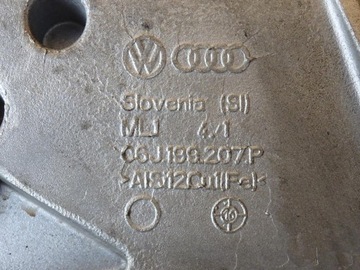 Slovenia (SI)
MLJ 4/1
06J.199.207.P
>AlSi12Cu1(Fe)<